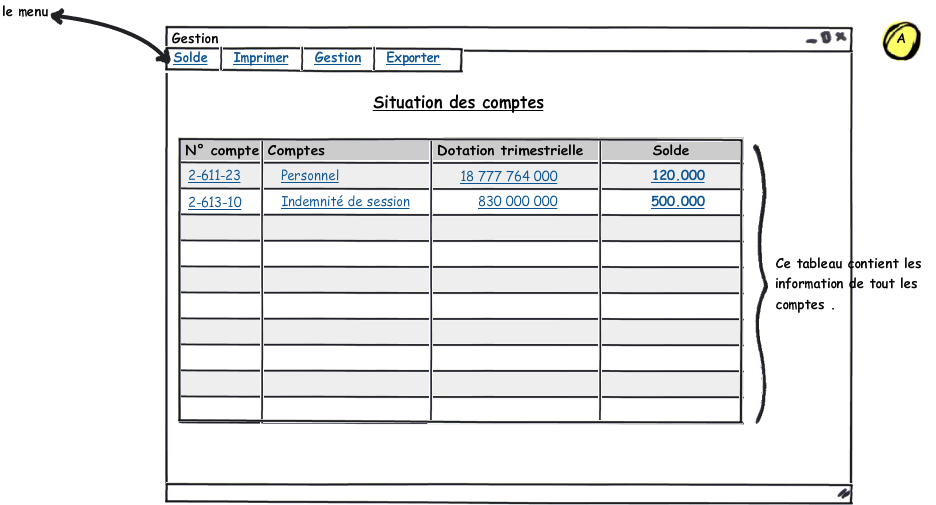 le menu
Gestion
A
Solde Imprimer Gestion Exporter
Situation des comptes
N° compte Comptes Dotation trimestrielle Solde
2-611-23 Personnel 18 777 764 000 120.000
2-613-10 Indemnité de session 830 000 000 500.000
Ce tableau contient les
information de tout les
comptes .